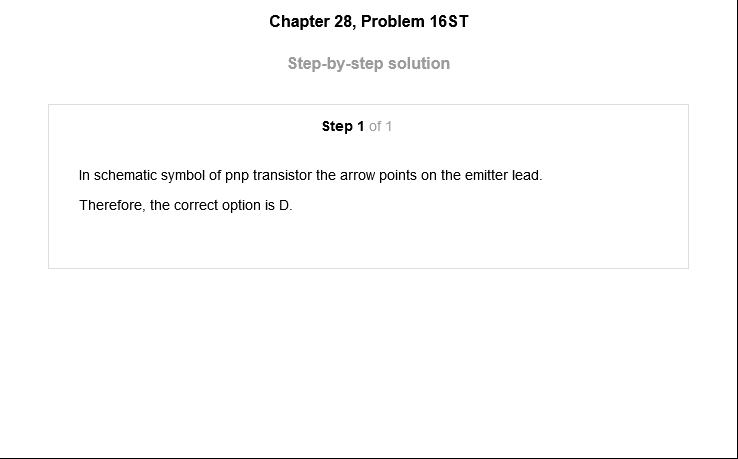 Chapter 28, Problem 16ST
Step-by-step solution
Step 1 of 1
In schematic symbol of pnp transistor the arrow points on the emitter lead.
Therefore, the correct option is D.